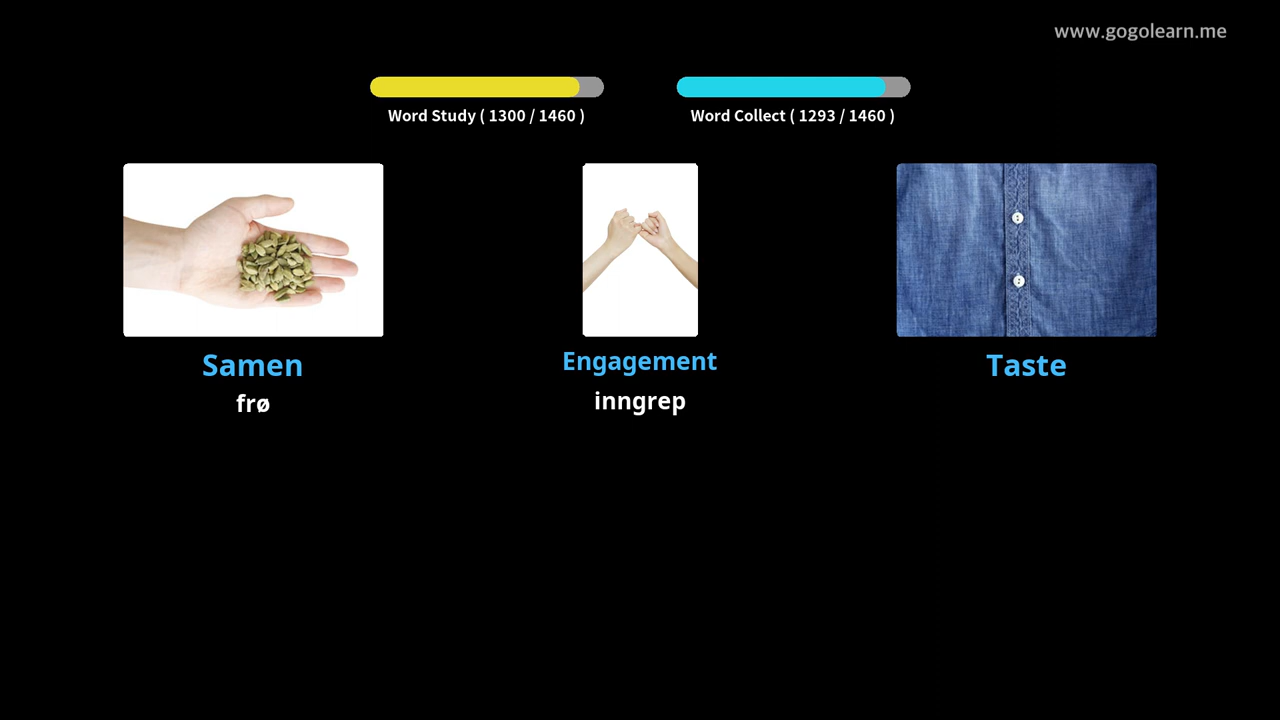 www.gogolearn.me
Word Study ( 1300 / 1460 )
Word Collect ( 1293 / 1460 )
Samen
frø
Engagement
inngrep
Taste